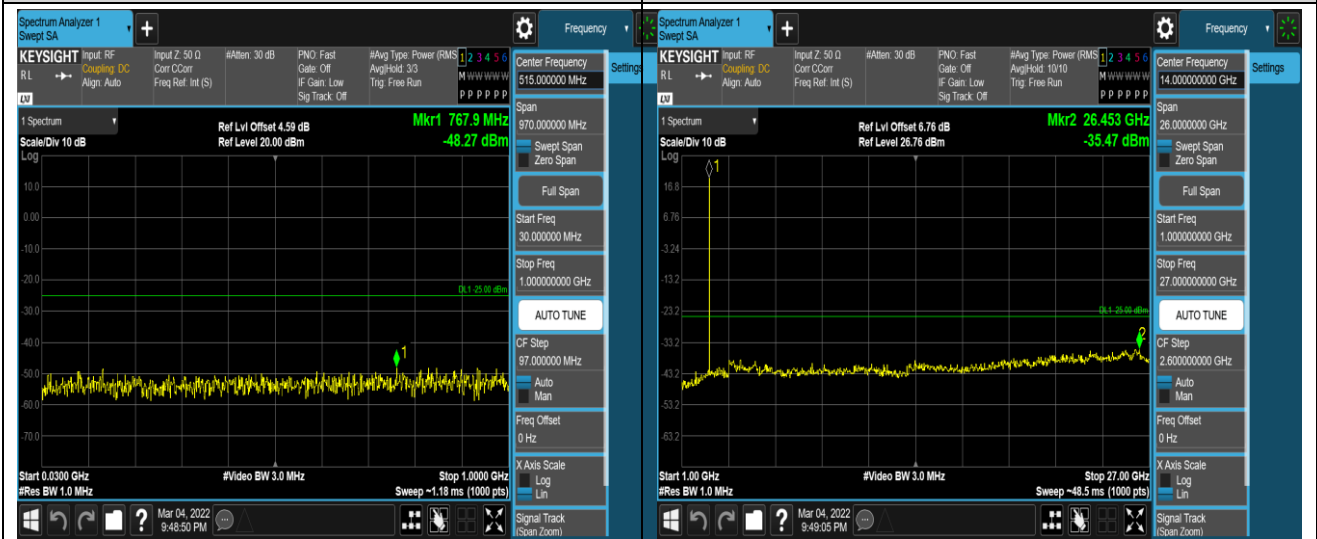 Spectrum Analyzer 1
Swept SA
Frequency
KEYSIGHT
Input: RF
Input Z: 50 Ω
#Atten: 30 dB
PNO: Fast
#Avg Type: Power (RMS
1 2 3 4 5 6
RL
Coupling: DC
Corr CCorr
Gate: Off
Avg|Hold: 3/3
M W W W W W
Align: Auto
Freq Ref: Int (S)
IF Gain: Low
Trig: Free Run
Sig Track: Off
P P P P P P
LXI
Center Frequency
515.000000 MHz
Settings
1 Spectrum
Ref Lvl Offset 4.59 dB
Mkr1 767.9 MHz
Scale/Div 10 dB
Ref Level 20.00 dBm
-48.27 dBm
Log
10.0
0.00
-10.0
-20.0
DL1 -25.00 dBm
-30.0
-40.0
1
-50.0
-60.0
-70.0
Start 0.0300 GHz
#Video BW 3.0 MHz
Stop 1.0000 GHz
#Res BW 1.0 MHz
Sweep ~1.18 ms (1000 pts)
Span
970.000000 MHz
Swept Span
Zero Span
Full Span
Start Freq
30.000000 MHz
Stop Freq
1.000000000 GHz
AUTO TUNE
CF Step
97.000000 MHz
Auto
Man
Freq Offset
0 Hz
X Axis Scale
Log
Lin
Signal Track
(Span Zoom)
?
Mar 04, 2022
9:48:50 PM
Spectrum Analyzer 1
Swept SA
Frequency
KEYSIGHT
Input: RF
Input Z: 50 Ω
#Atten: 30 dB
PNO: Fast
#Avg Type: Power (RMS
1 2 3 4 5 6
RL
Coupling: DC
Corr CCorr
Gate: Off
Avg|Hold: 10/10
M W W W W W
Align: Auto
Freq Ref: Int (S)
IF Gain: Low
Trig: Free Run
Sig Track: Off
P P P P P P
LXI
Center Frequency
14.000000000 GHz
Settings
1 Spectrum
Ref Lvl Offset 6.76 dB
Mkr2 26.453 GHz
Scale/Div 10 dB
Ref Level 26.76 dBm
-35.47 dBm
Log
1
16.8
6.76
-3.24
-13.2
-23.2
DL1 -25.00 dBm
-33.2
2
-43.2
-53.2
-63.2
Start 1.00 GHz
#Video BW 3.0 MHz
Stop 27.00 GHz
#Res BW 1.0 MHz
Sweep ~48.5 ms (1000 pts)
Span
26.0000000 GHz
Swept Span
Zero Span
Full Span
Start Freq
1.000000000 GHz
Stop Freq
27.000000000 GHz
AUTO TUNE
CF Step
2.600000000 GHz
Auto
Man
Freq Offset
0 Hz
X Axis Scale
Log
Lin
Signal Track
(Span Zoom)
?
Mar 04, 2022
9:49:05 PM